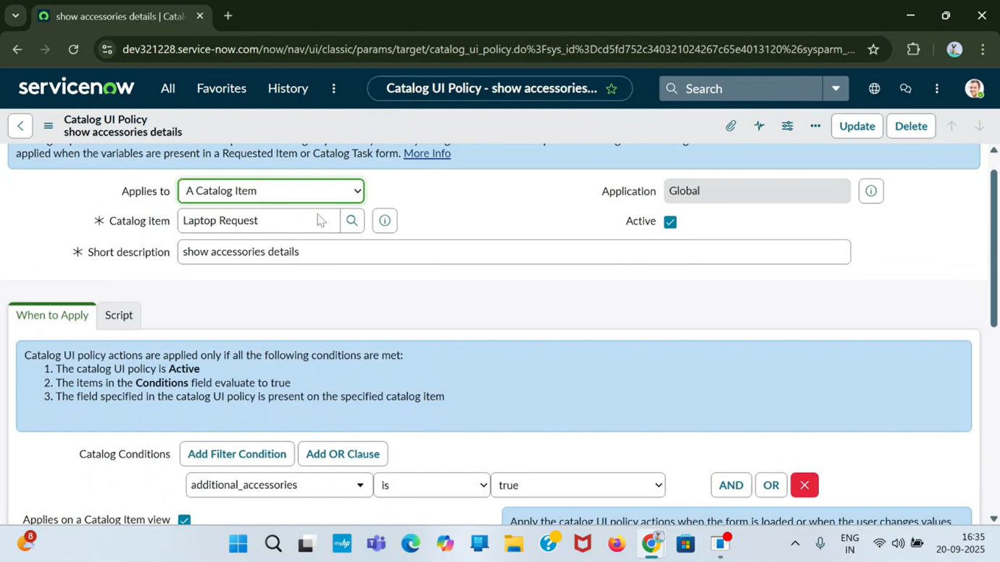 show accessories details | Catal
dev321228.service-now.com/now/nav/ui/classic/params/target/catalog_ui_policy.do%3Fsys_id%3Dcd5fd752c340321024267c65e4013120%26sysparm_...
servicenow All Favorites History Catalog UI Policy - show accessories... Search
Catalog UI Policy
show accessories details
Update Delete
applied when the variables are present in a Requested Item or Catalog Task form. More Info
Applies to A Catalog Item Application Global
* Catalog item Laptop Request Active
* Short description show accessories details
When to Apply Script
Catalog UI policy actions are applied only if all the following conditions are met:
1. The catalog UI policy is Active
2. The items in the Conditions field evaluate to true
3. The field specified in the catalog UI policy is present on the specified catalog item
Catalog Conditions Add Filter Condition Add OR Clause
additional_accessories is true AND OR
Applies on a Catalog Item view Apply the catalog UI policy actions when the form is loaded or when the user changes values
8 myhp ENG IN 16:35 20-09-2025